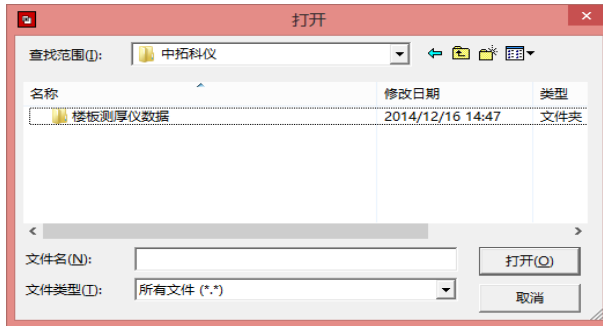 打开
查找范围(I): 中拓科仪
名称 修改日期 类型
楼板测厚仪数据 2014/12/16 14:47 文件夹
文件名(N): 打开(O)
文件类型(T): 所有文件 (*.*) 取消